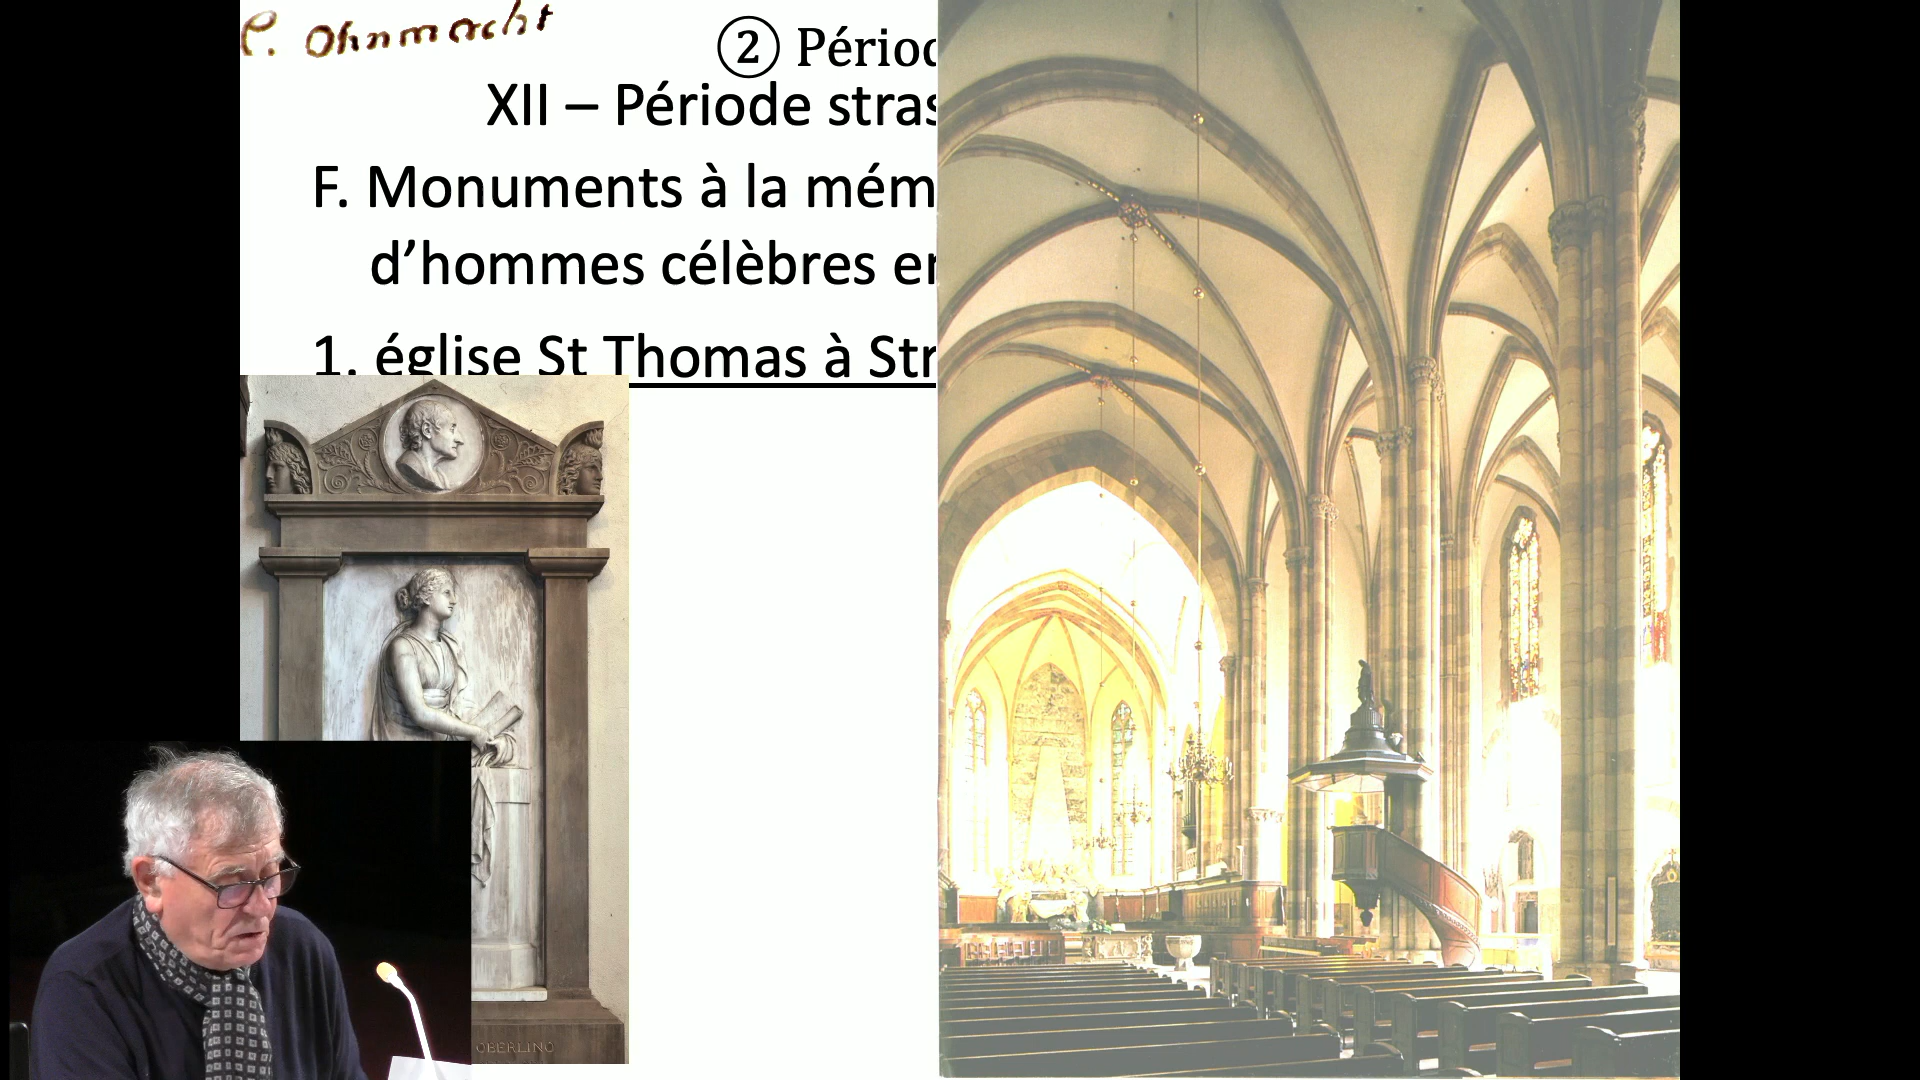 P. Ohnmacht
② Périod
XII – Période stras
F. Monuments à la mém
d’hommes célèbres en
1. église St Thomas à Str
OBERLINO